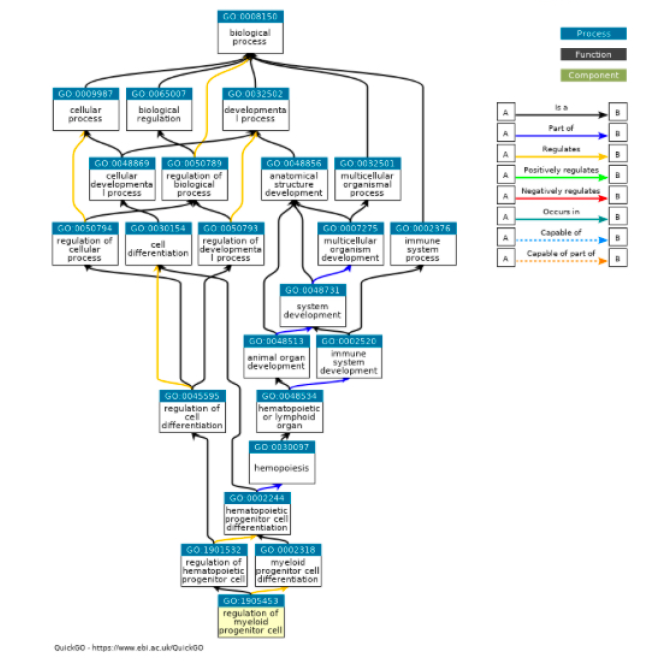 GO:0008150
biological
process
Process
Function
Component
GO:0009987
cellular
process
GO:0065007
biological
regulation
GO:0032502
developmenta
l process
A
Is a
B
A
Part of
B
A
Regulates
B
A
Positively regulates
B
A
Negatively regulates
B
A
Occurs in
B
A
Capable of
B
A
Capable of part of
B
GO:0048869
cellular
developmenta
l process
GO:0050789
regulation of
biological
process
GO:0048856
anatomical
structure
development
GO:0032501
multicellular
organismal
process
GO:0050794
regulation of
cellular
process
GO:0030154
cell
differentiation
GO:0050793
regulation of
developmenta
l process
GO:0007275
multicellular
organism
development
GO:0002376
immune
system
process
GO:0048731
system
development
GO:0048513
animal organ
development
GO:0002520
immune
system
development
GO:0045595
regulation of
cell
differentiation
GO:0048534
hematopoietic
or lymphoid
organ
GO:0030097
hemopoiesis
GO:0002244
hematopoietic
progenitor cell
differentiation
GO:1901532
regulation of
hematopoietic
progenitor cell
GO:0002318
myeloid
progenitor cell
differentiation
GO:1905453
regulation of
myeloid
progenitor cell
QuickGO - https://www.ebi.ac.uk/QuickGO